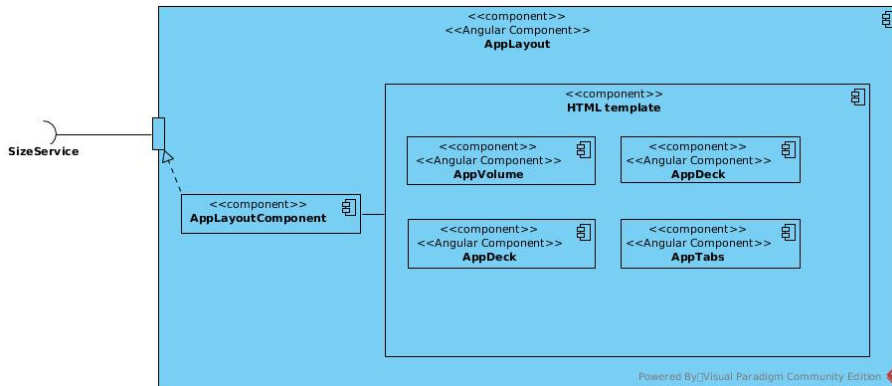 <<component>>
<<Angular Component>>
AppLayout
<<component>>
HTML template
<<component>>
<<Angular Component>>
AppVolume
<<component>>
<<Angular Component>>
AppDeck
SizeService
<<component>>
AppLayoutComponent
<<component>>
<<Angular Component>>
AppDeck
<<component>>
<<Angular Component>>
AppTabs
Powered By Visual Paradigm Community Edition